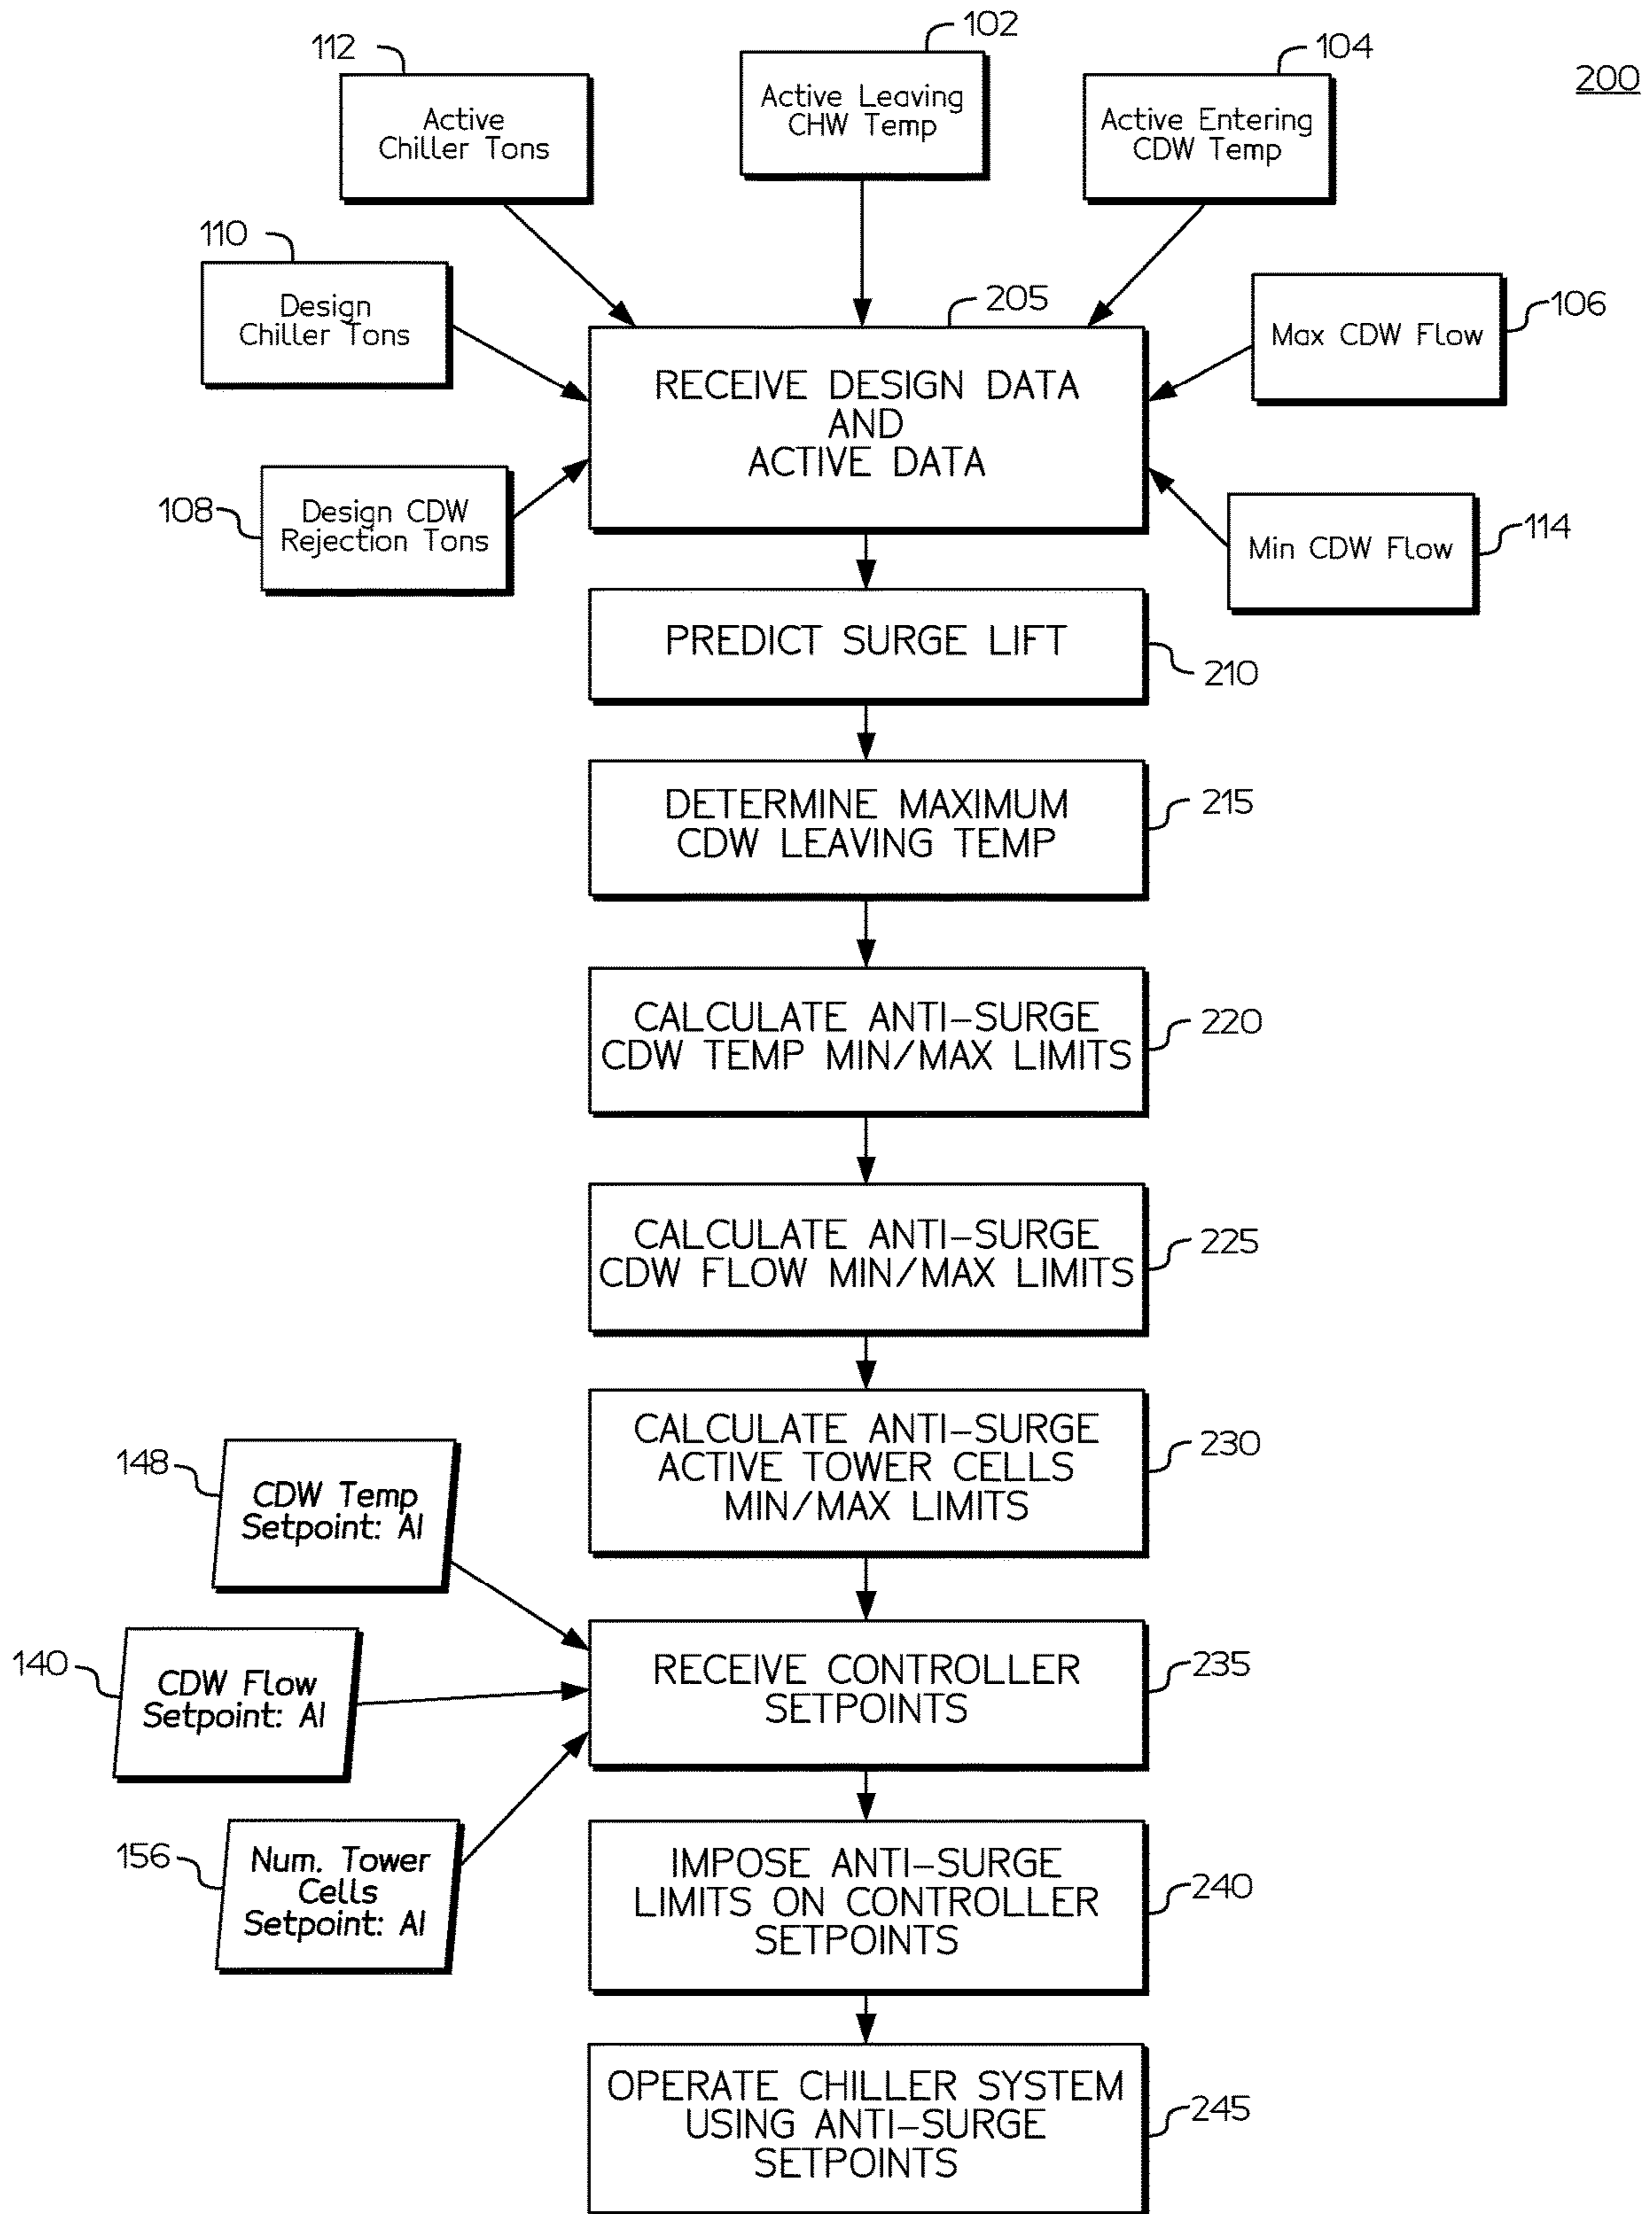 200
112
Active
Chiller Tons
102
Active Leaving
CHW Temp
104
Active Entering
CDW Temp
110
Design
Chiller Tons
205
RECEIVE DESIGN DATA
AND
ACTIVE DATA
106
Max CDW Flow
108
Design CDW
Rejection Tons
114
Min CDW Flow
PREDICT SURGE LIFT
210
DETERMINE MAXIMUM
CDW LEAVING TEMP
215
CALCULATE ANTI-SURGE
CDW TEMP MIN/MAX LIMITS
220
CALCULATE ANTI-SURGE
CDW FLOW MIN/MAX LIMITS
225
CALCULATE ANTI-SURGE
ACTIVE TOWER CELLS
MIN/MAX LIMITS
230
148
CDW Temp
Setpoint: AI
140
CDW Flow
Setpoint: AI
RECEIVE CONTROLLER
SETPOINTS
235
156
Num. Tower
Cells
Setpoint: AI
IMPOSE ANTI-SURGE
LIMITS ON CONTROLLER
SETPOINTS
240
OPERATE CHILLER SYSTEM
USING ANTI-SURGE
SETPOINTS
245